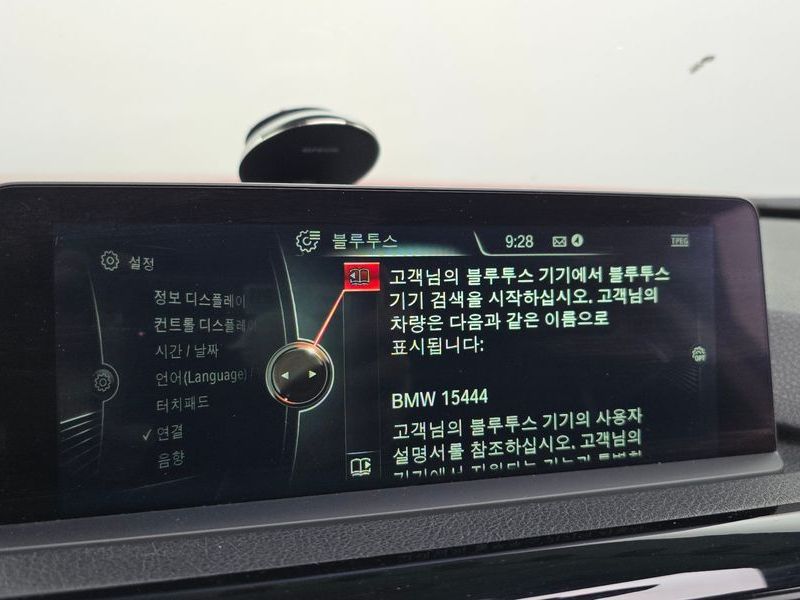 블루투스
9:28
TPEG
설정
정보 디스플레이
컨트롤 디스플레이
시간 / 날짜
언어(Language) /
터치패드
연결
음향
고객님의 블루투스 기기에서 블루투스
기기 검색을 시작하십시오. 고객님의
차량은 다음과 같은 이름으로
표시됩니다:
BMW 15444
고객님의 블루투스 기기의 사용자
설명서를 참조하십시오. 고객님의
OFF